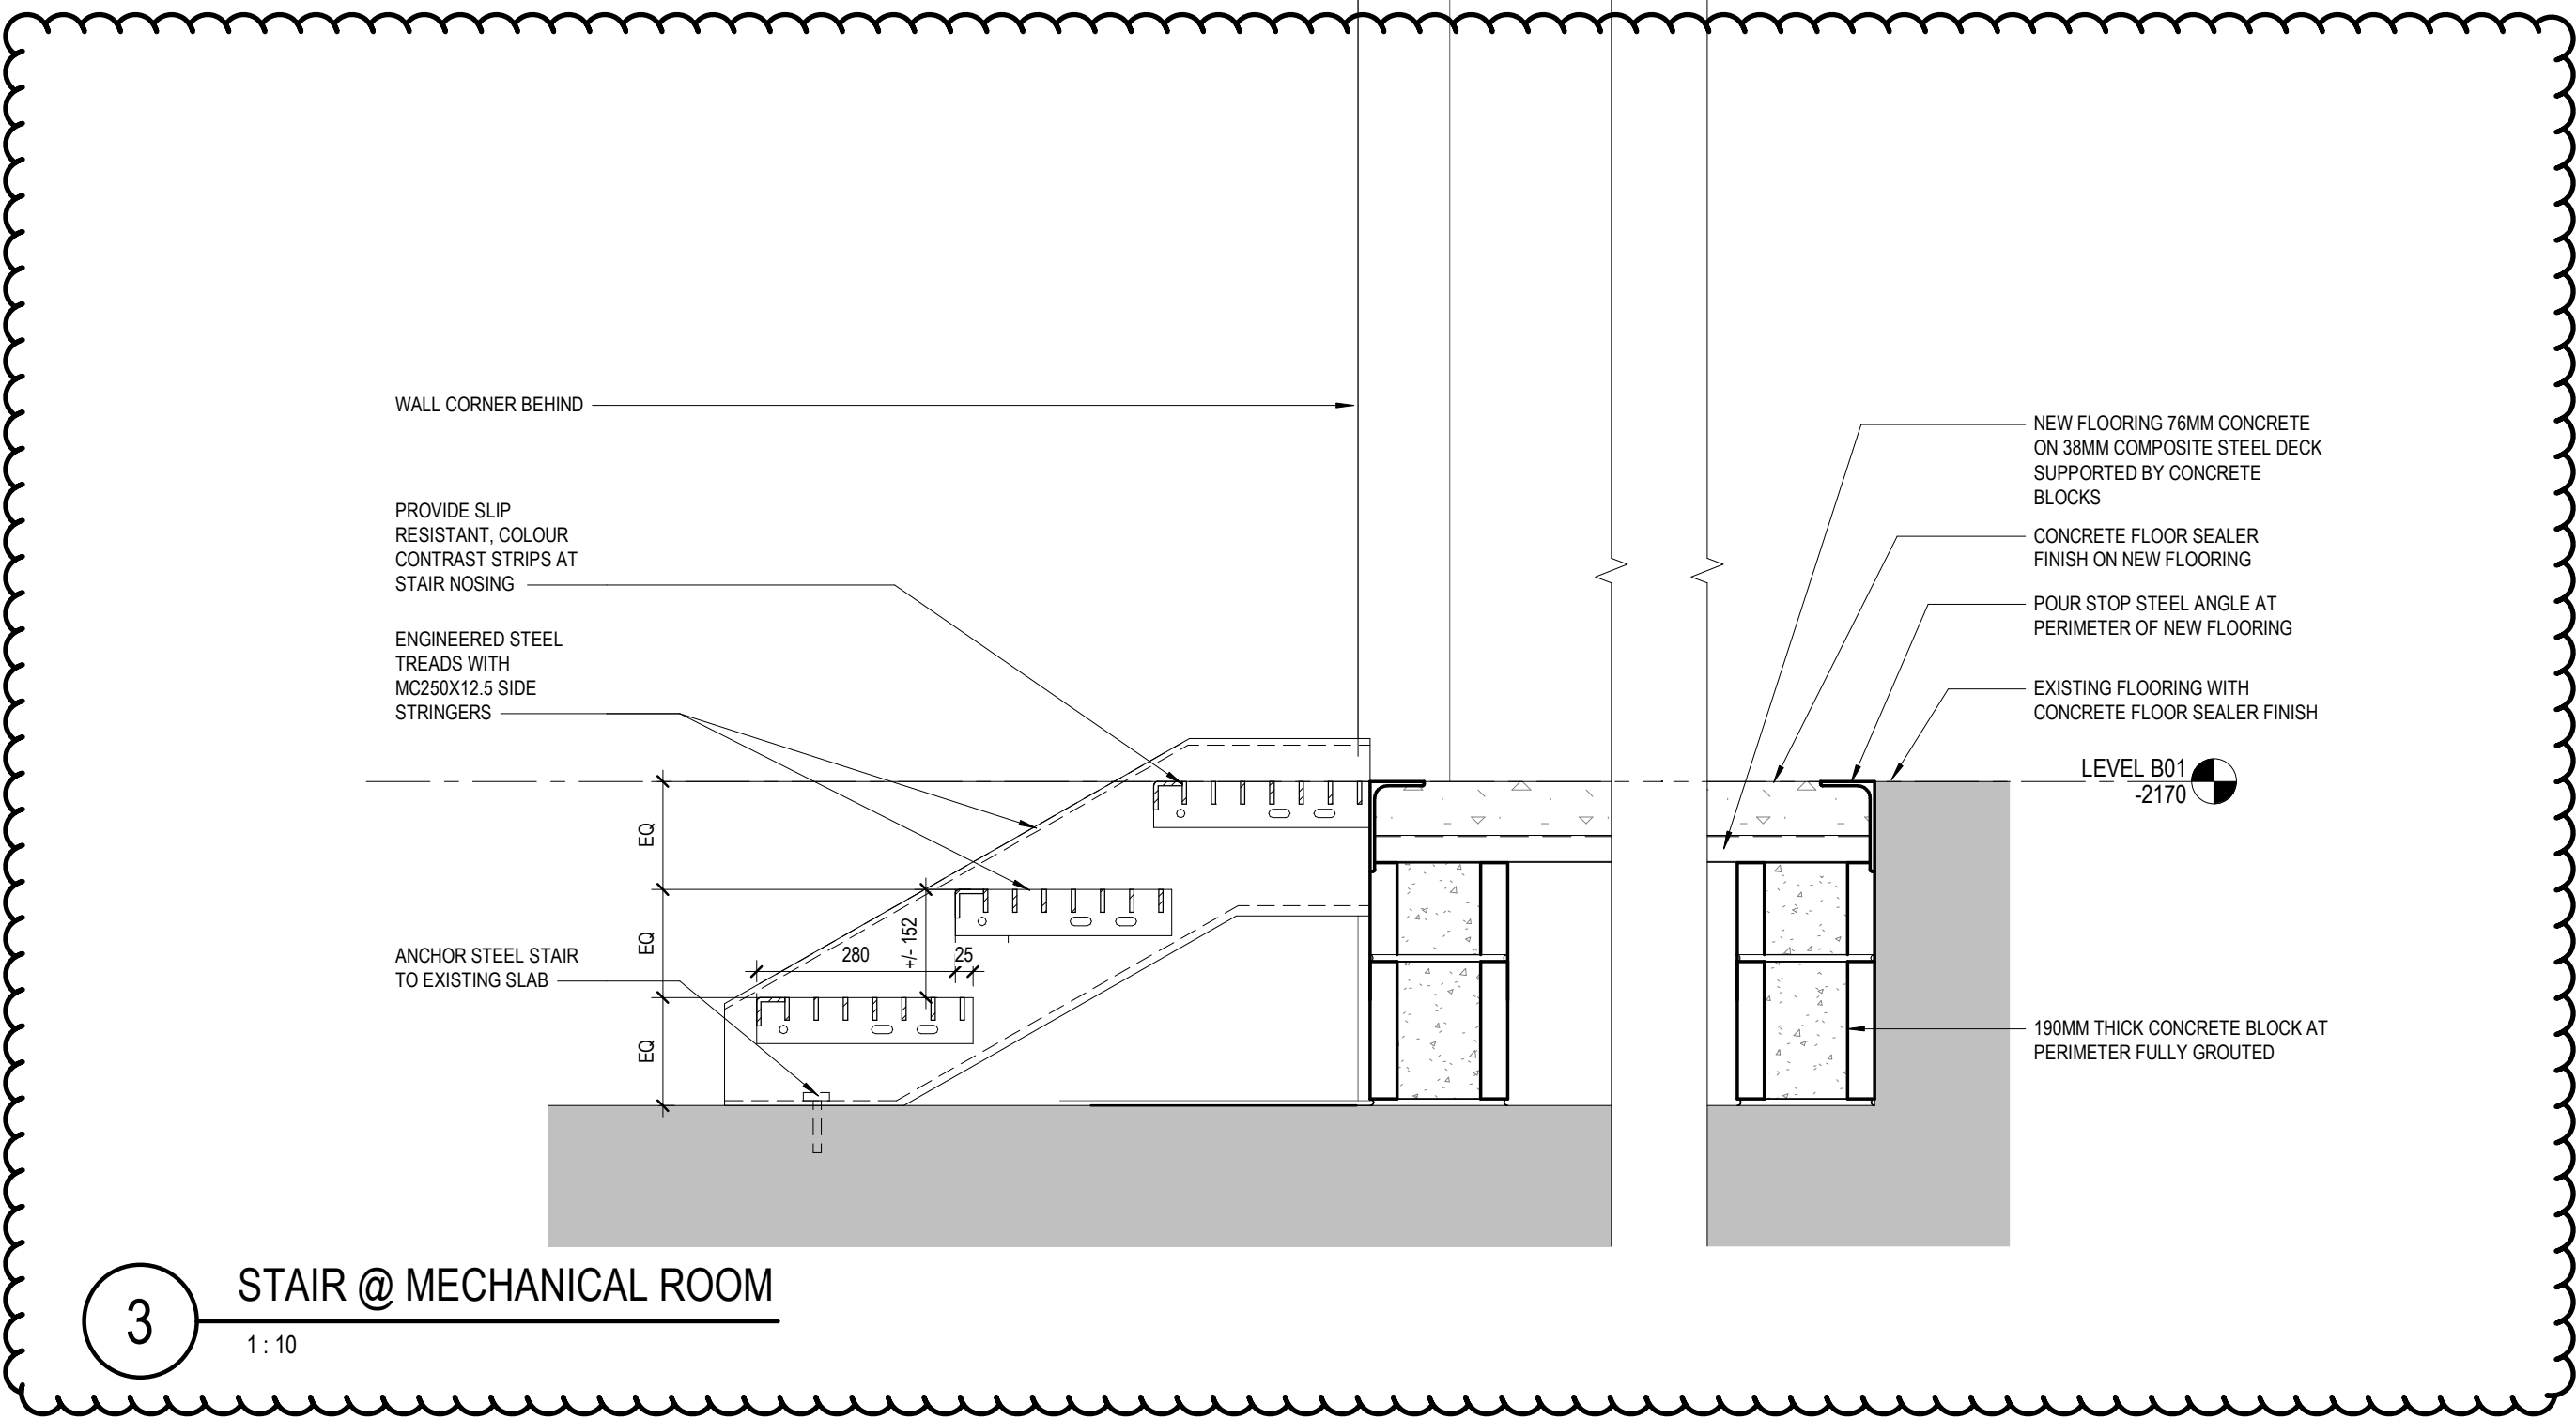 WALL CORNER BEHIND
PROVIDE SLIP
RESISTANT, COLOUR
CONTRAST STRIPS AT
STAIR NOSING
ENGINEERED STEEL
TREADS WITH
MC250X12.5 SIDE
STRINGERS
ANCHOR STEEL STAIR
TO EXISTING SLAB
EQ
EQ
EQ
280
+/- 152
25
NEW FLOORING 76MM CONCRETE
ON 38MM COMPOSITE STEEL DECK
SUPPORTED BY CONCRETE
BLOCKS
CONCRETE FLOOR SEALER
FINISH ON NEW FLOORING
POUR STOP STEEL ANGLE AT
PERIMETER OF NEW FLOORING
EXISTING FLOORING WITH
CONCRETE FLOOR SEALER FINISH
LEVEL B01
-2170
190MM THICK CONCRETE BLOCK AT
PERIMETER FULLY GROUTED
3
STAIR @ MECHANICAL ROOM
1 : 10